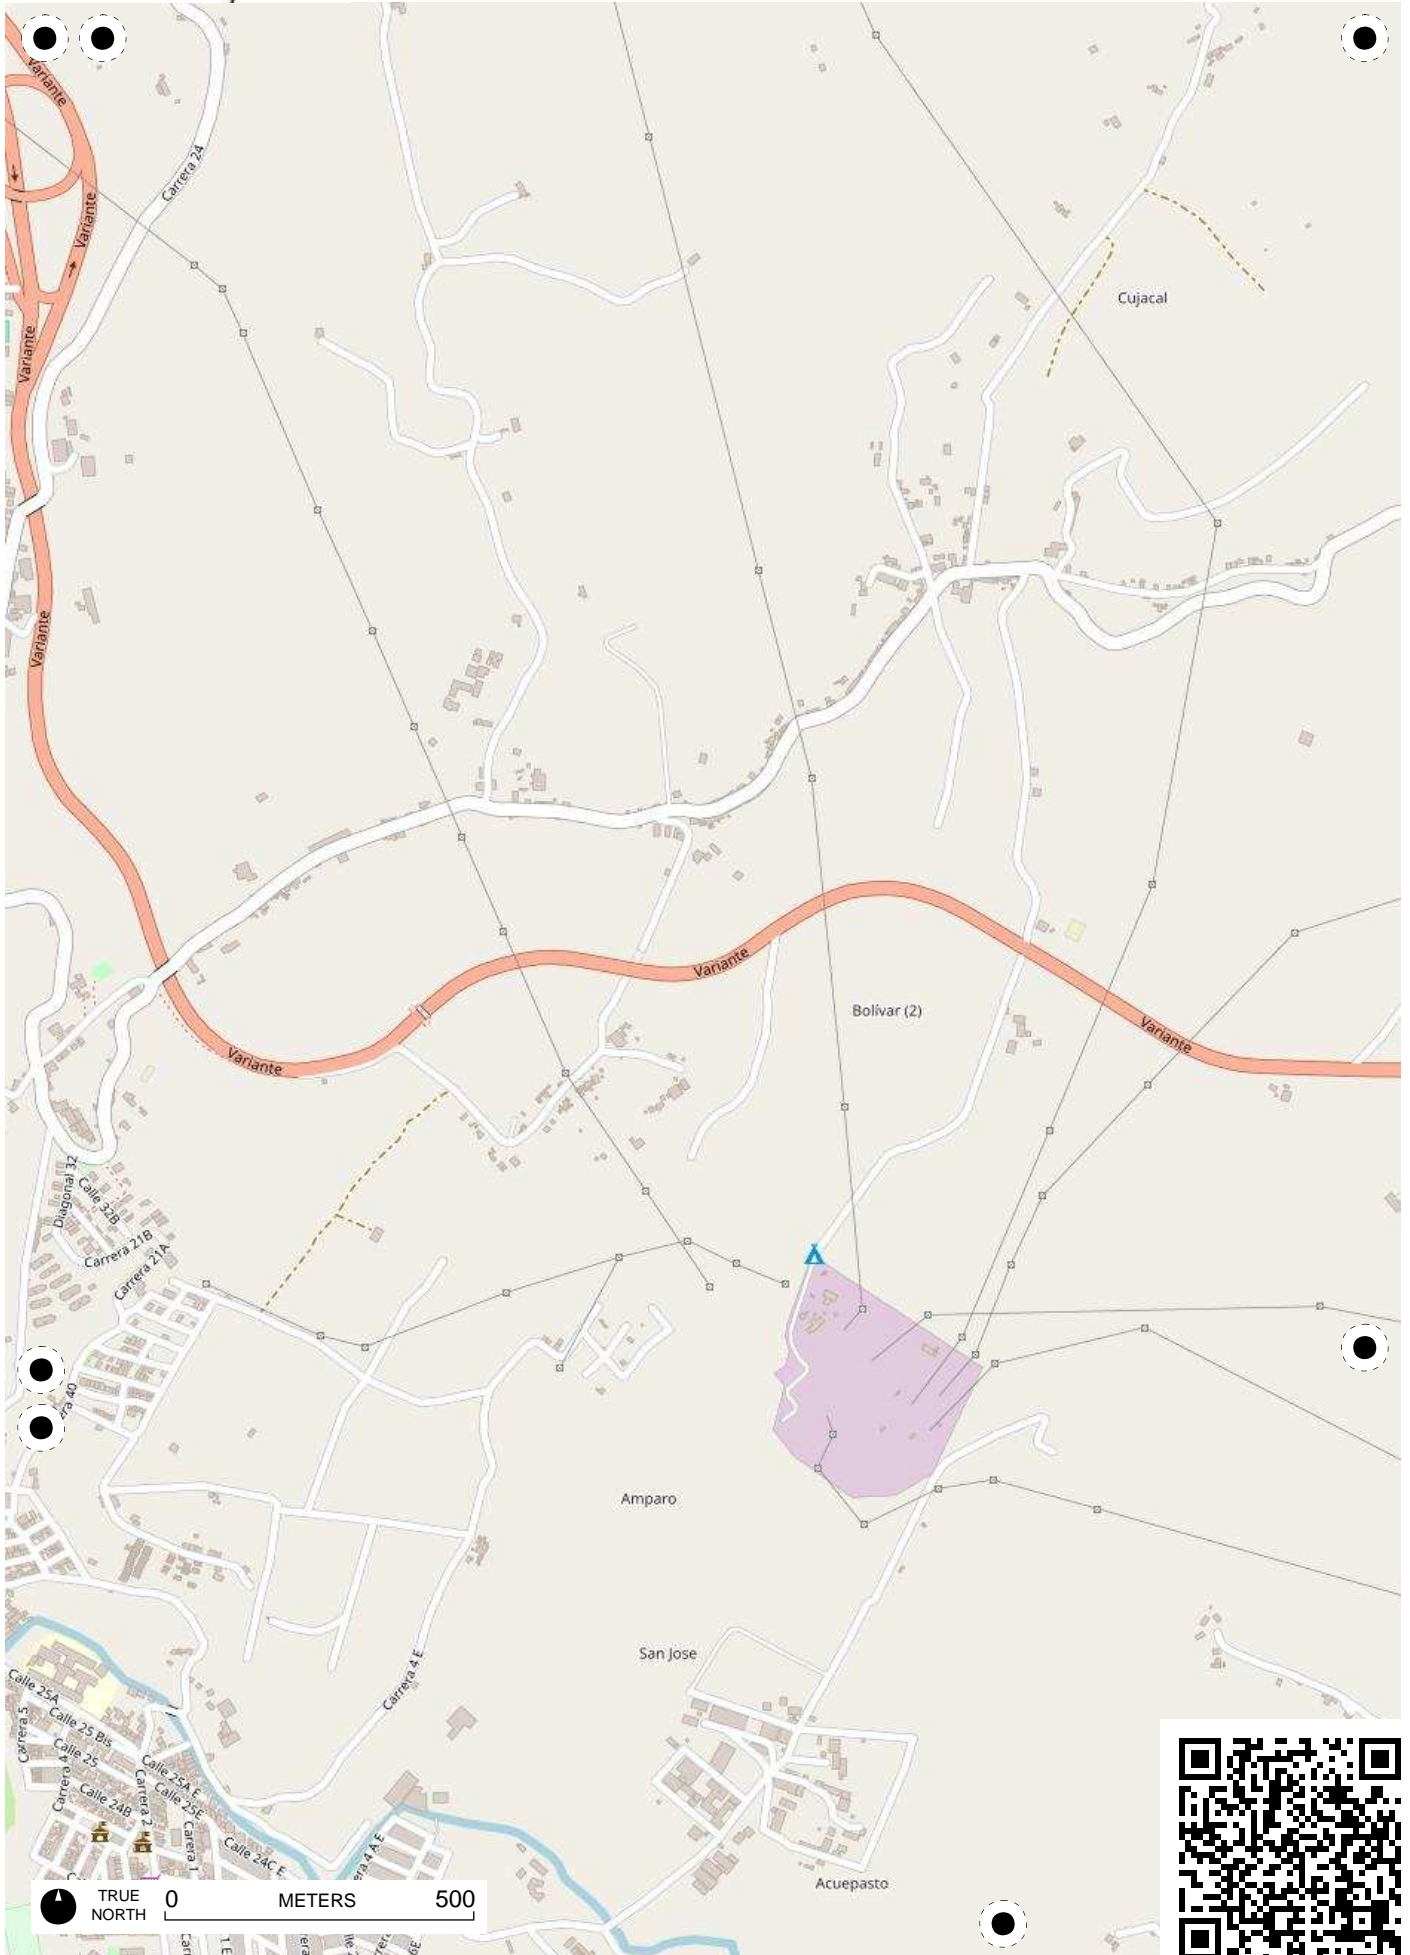 Variante
Carrera 24
Variante
Cujacal
Variante
Variante
Variante
Bolívar (2)
Variante
Variante
Diagonal 32
Calle 32B
Carrera 21B
Carrera 21A
Amparo
San Jose
Carrera 4 E
Calle 25A
Calle 25 Bis
Carrera 5
Calle 25
Carrera 4
Calle 25A E
Calle 25E
Calle 24B
Carrera 2
Carrera 1
Calle 24C E
Acuepasto
TRUE
NORTH
0 METERS 500